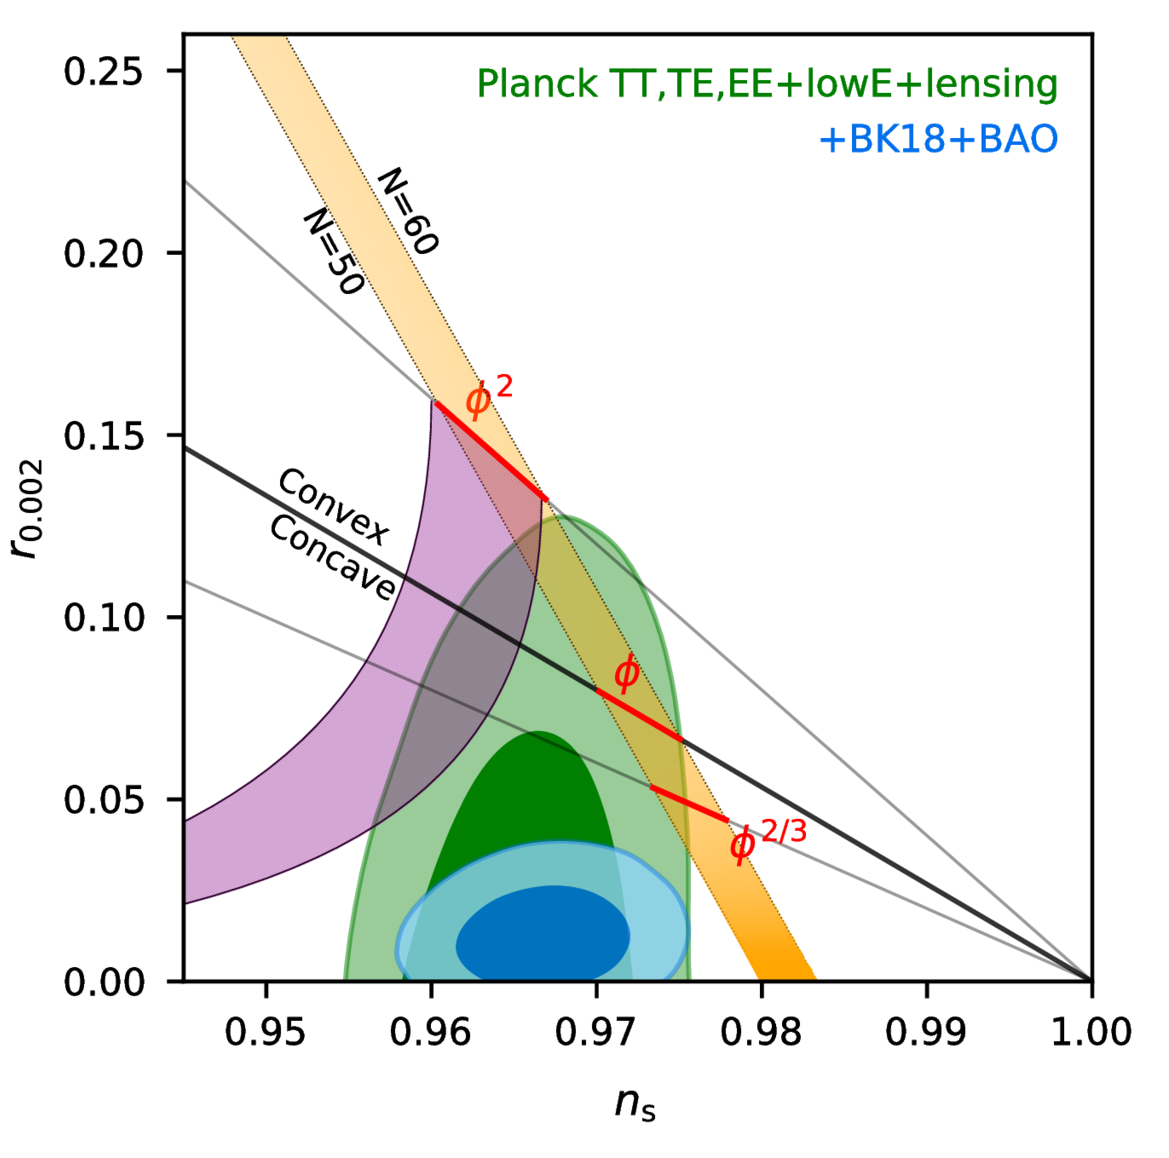 Planck TT,TE,EE+lowE+lensing
+BK18+BAO
N=60
N=50
ϕ²
Convex
Concave
ϕ
ϕ^2/3
r0.002
0.25
0.20
0.15
0.10
0.05
0.00
0.95 0.96 0.97 0.98 0.99 1.00
ns